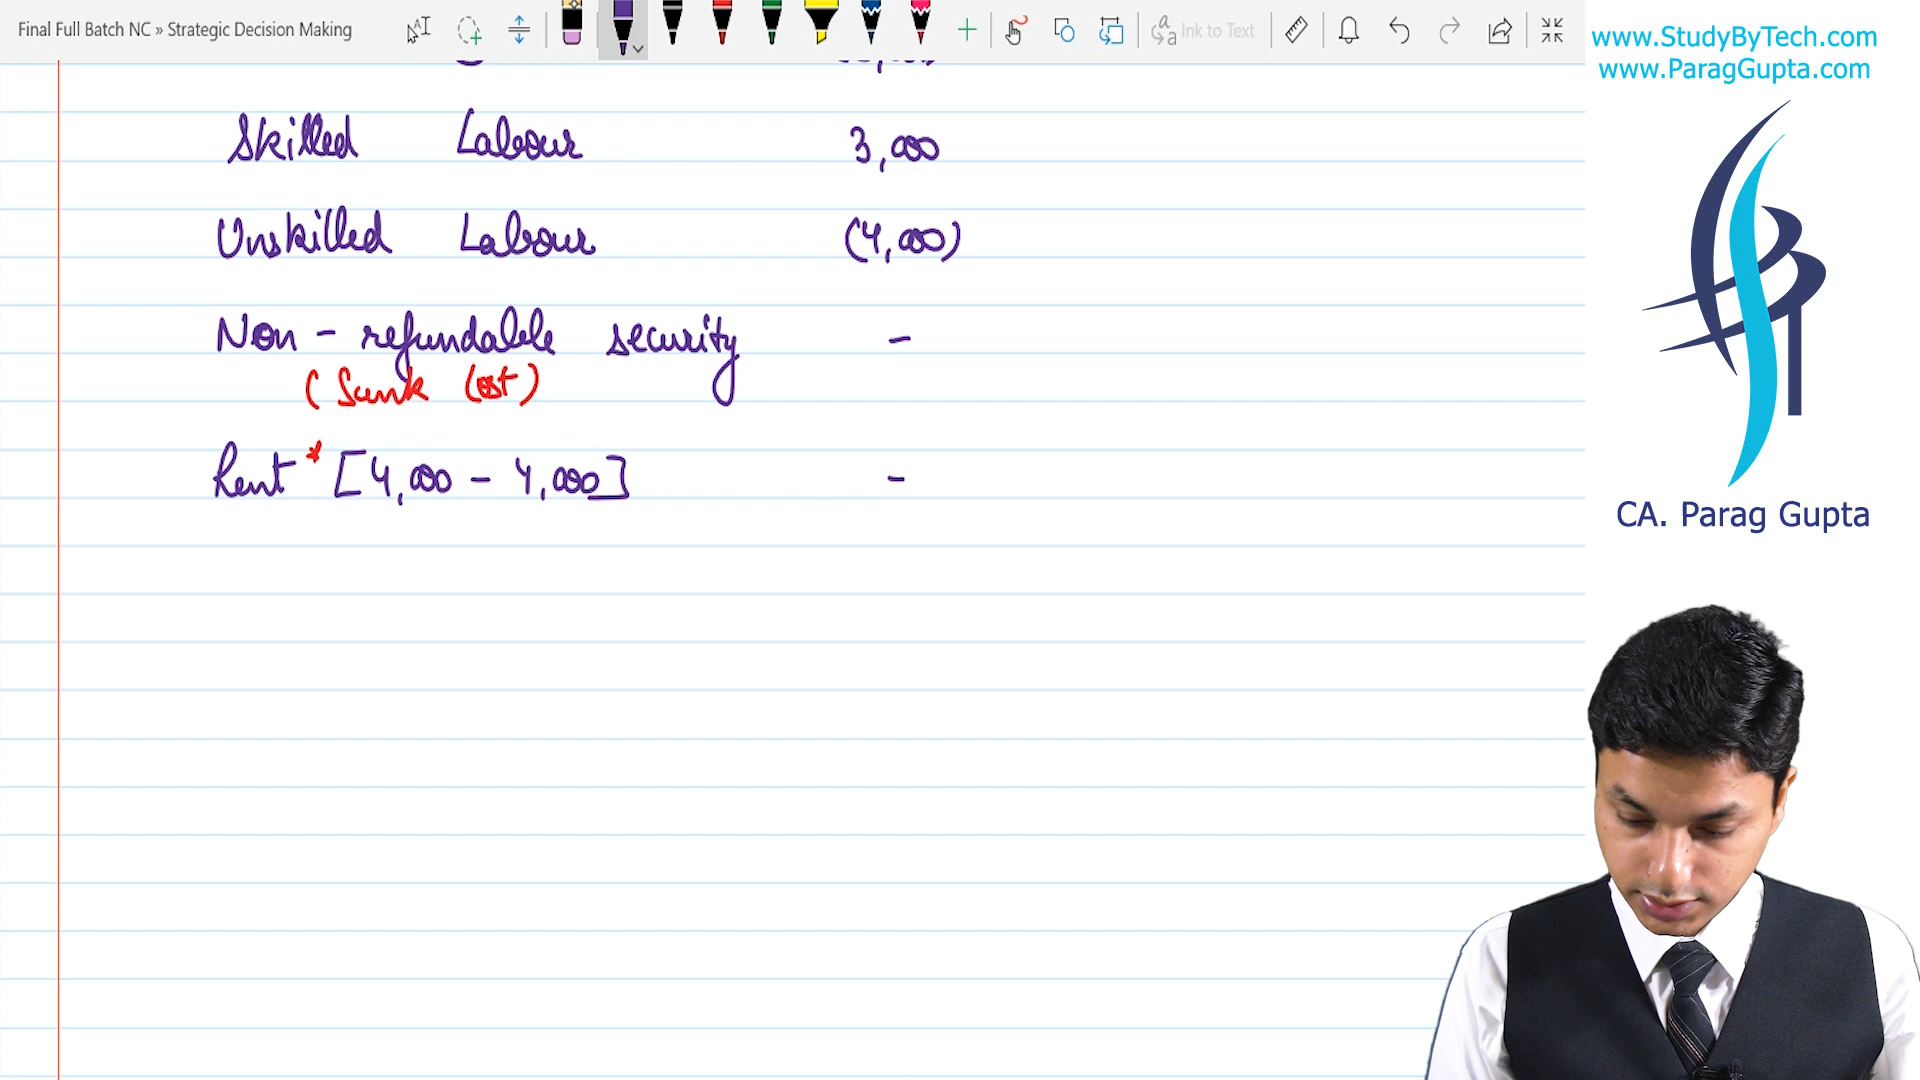 Final Full Batch NC » Strategic Decision Making
Ink to Text
www.StudyByTech.com
www.ParagGupta.com
Skilled Labour 3,000
Unskilled Labour (4,000)
Non - refundable security -
(Sunk Cost)
Rent * [4,000 - 4,000] -
CA. Parag Gupta